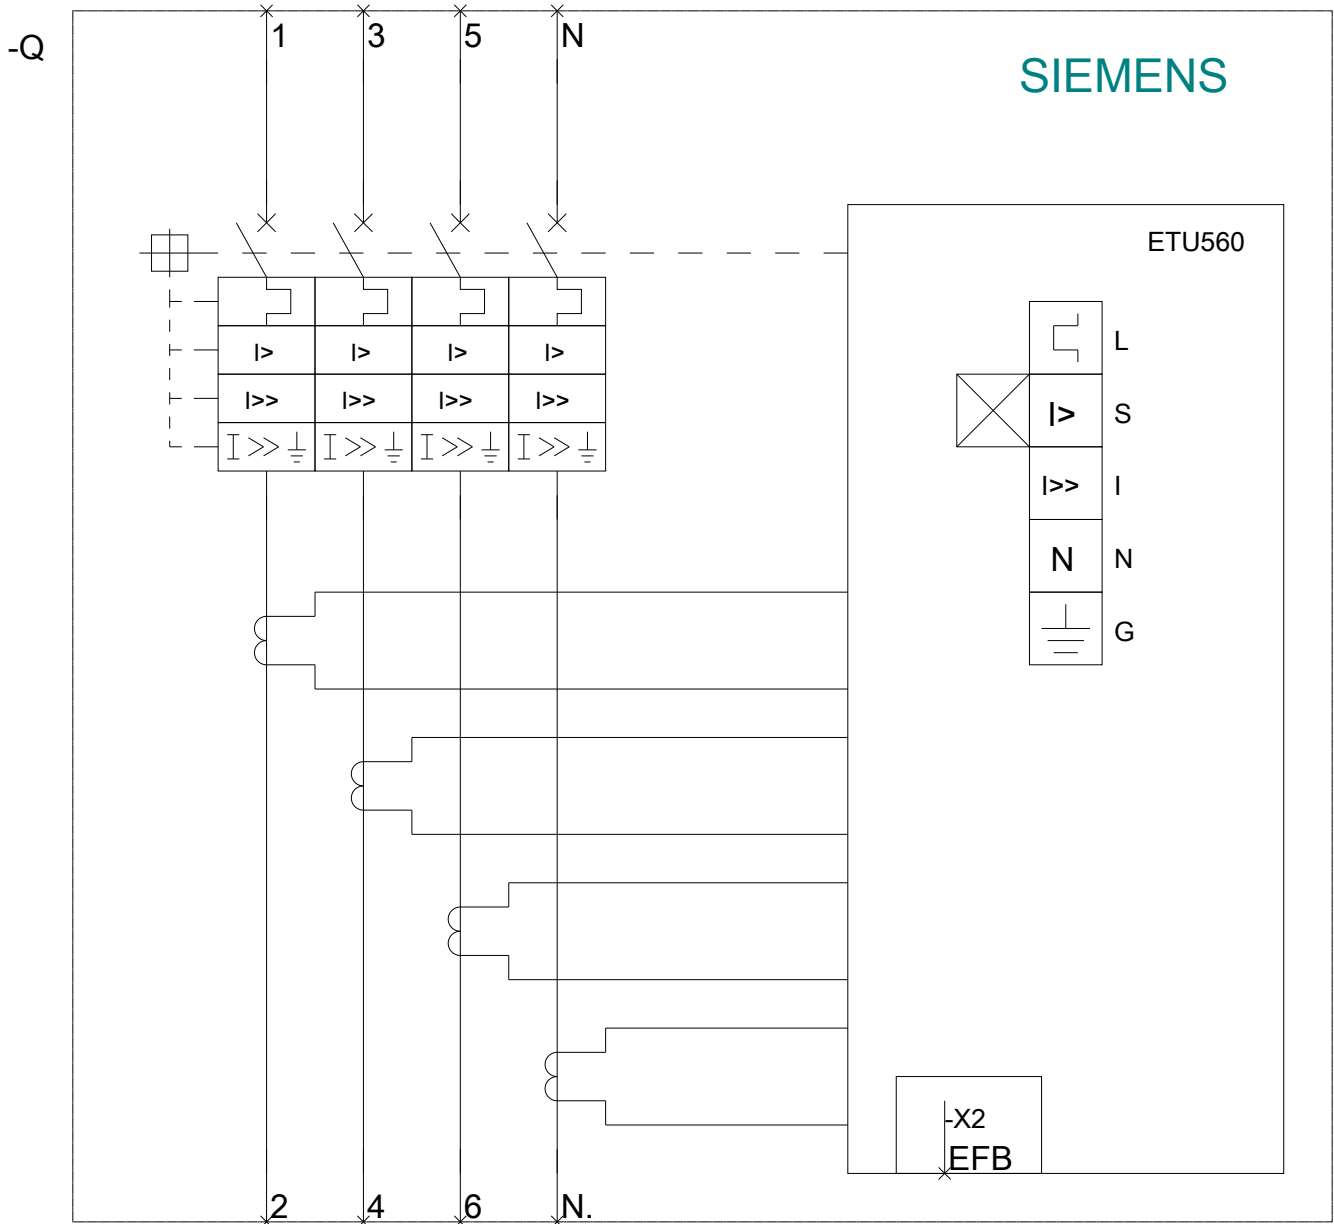 1 3 5 N
-Q
SIEMENS
ETU560
L
I> I> I> I>
I>> I>> I>> I>>
I> S
I >> I >> I >> I >>
I>> I
N N
G
-X2
EFB
2 4 6 N.